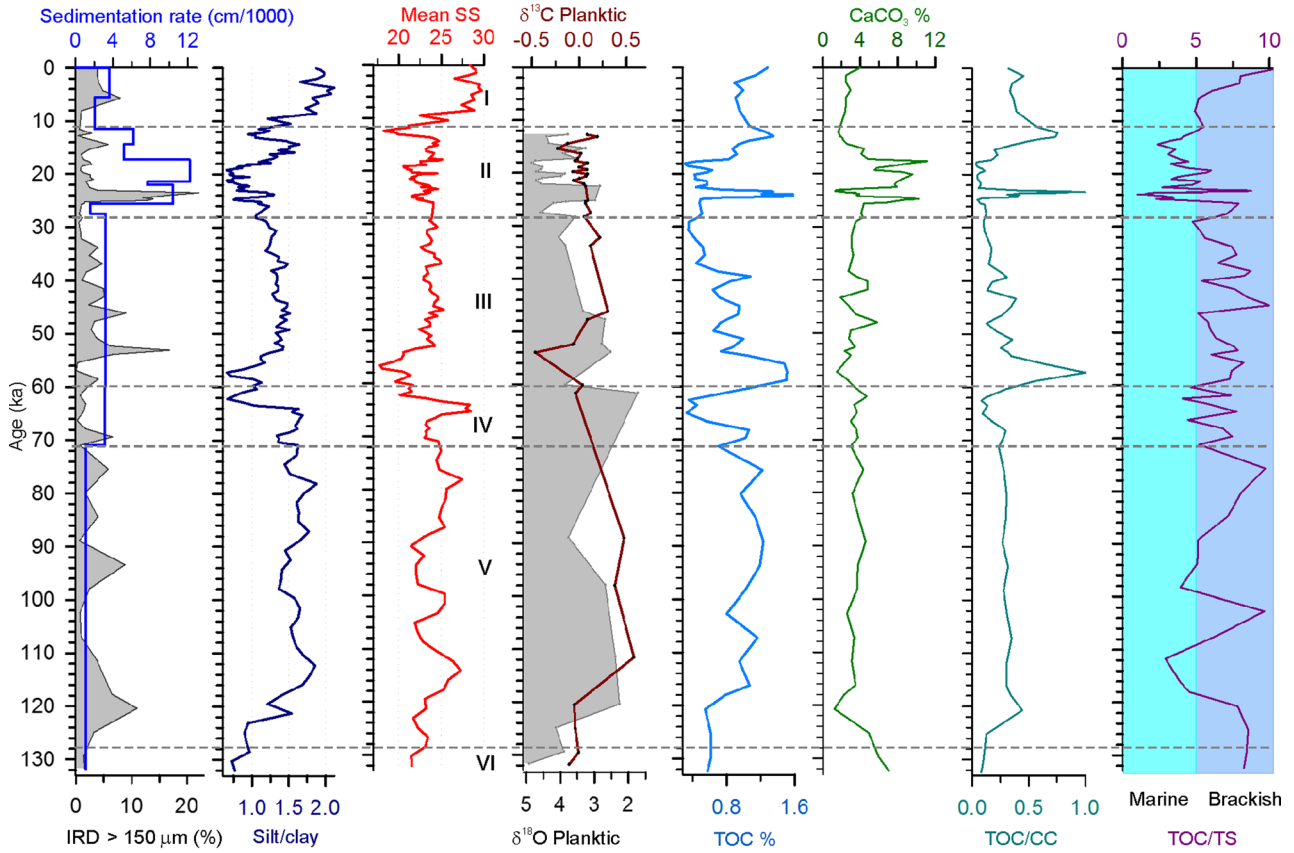 Sedimentation rate (cm/1000)
0 4 8 12
Mean SS
20 25 30
δ13C Planktic
-0.5 0.0 0.5
CaCO3 %
0 4 8 12
0 5 10
0
10
20
30
40
50
60
70
80
90
100
110
120
130
Age (ka)
I
II
III
IV
V
VI
0 10 20
IRD > 150 μm (%)
1.0 1.5 2.0
Silt/clay
5 4 3 2
δ18O Planktic
0.8 1.6
TOC %
0.0 0.5 1.0
TOC/CC
Marine Brackish
TOC/TS